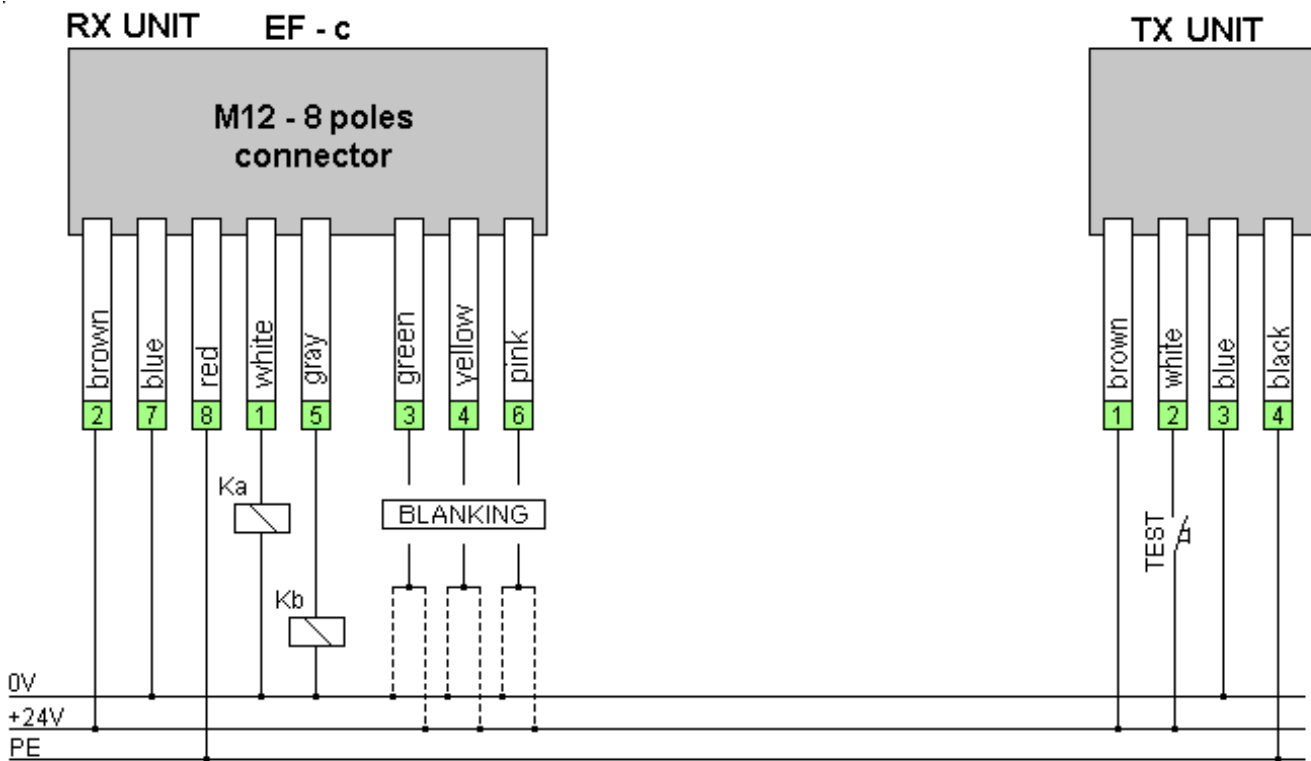 RX UNIT EF - c
TX UNIT
M12 - 8 poles
connector
brown
blue
red
white
gray
green
yellow
pink
brown
white
blue
black
2
7
8
1
5
3
4
6
1
2
3
4
Ka
BLANKING
TEST
Kb
0V
+24V
PE